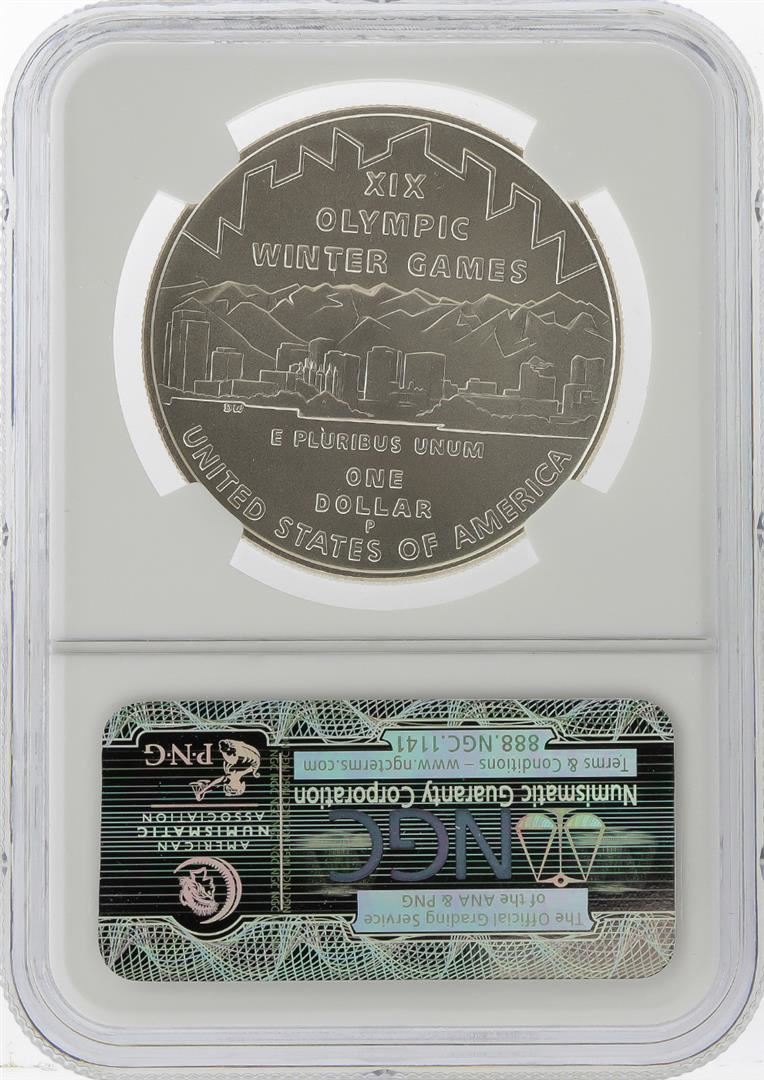 XIX
OLYMPIC
WINTER GAMES
DW
E PLURIBUS UNUM
ONE
DOLLAR
P
UNITED STATES OF AMERICA
The Official Grading Service
of the ANA & PNG
NGC
Numismatic Guaranty Corporation
Terms & Conditions – www.ngcterms.com
888.NGC.1141
AMERICAN
NUMISMATIC
ASSOCIATION
P·N·G